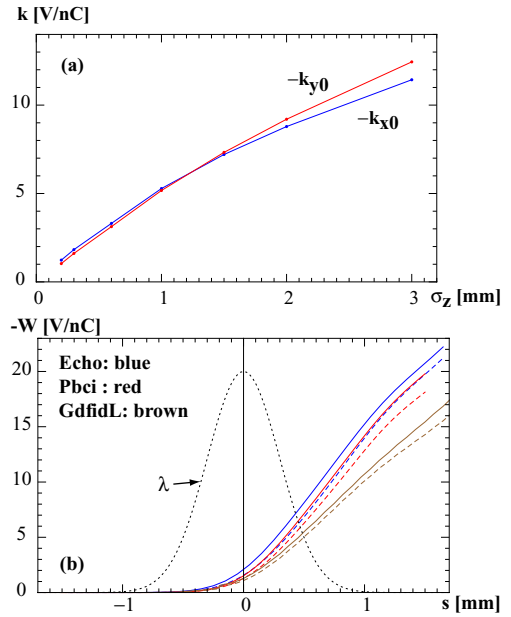 k [V/nC]
(a)
−k_y0
−k_x0
10
5
0
0 1 2 3
σ_z [mm]
-W [V/nC]
Echo: blue
Pbci : red
GdfidL: brown
20
15
10
5
0
λ
(b)
−1 0 1
s [mm]